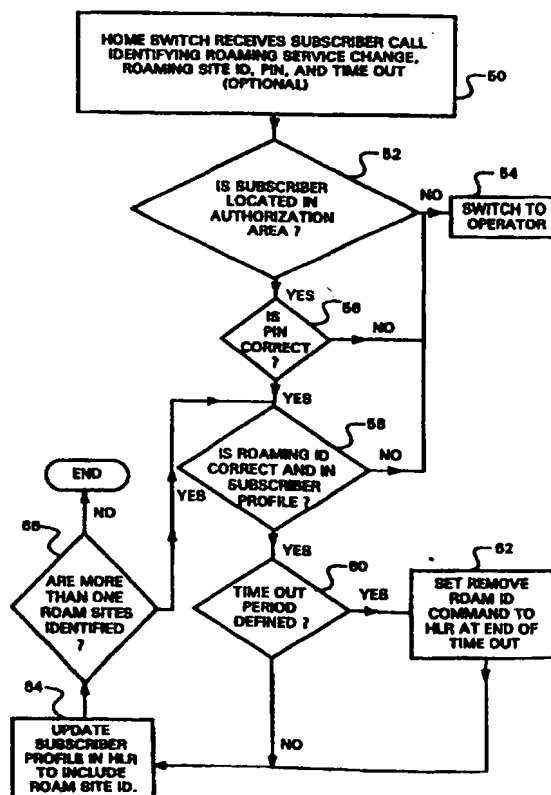 HOME SWITCH RECEIVES SUBSCRIBER CALL
IDENTIFYING ROAMING SERVICE CHANGE,
ROAMING SITE ID, PIN, AND TIME OUT
(OPTIONAL)
50
52
IS SUBSCRIBER
LOCATED IN
AUTHORIZATION
AREA ?
NO
54
SWITCH TO
OPERATOR
YES
56
IS
PIN
CORRECT
?
NO
YES
58
IS ROAMING ID
CORRECT AND IN
SUBSCRIBER
PROFILE ?
NO
YES
END
NO
66
YES
ARE MORE
THAN ONE
ROAM SITES
IDENTIFIED
?
60
TIME OUT
PERIOD
DEFINED ?
YES
62
SET REMOVE
ROAM ID
COMMAND TO
HLR AT END OF
TIME OUT
NO
64
UPDATE
SUBSCRIBER
PROFILE IN HLR
TO INCLUDE
ROAM SITE ID.